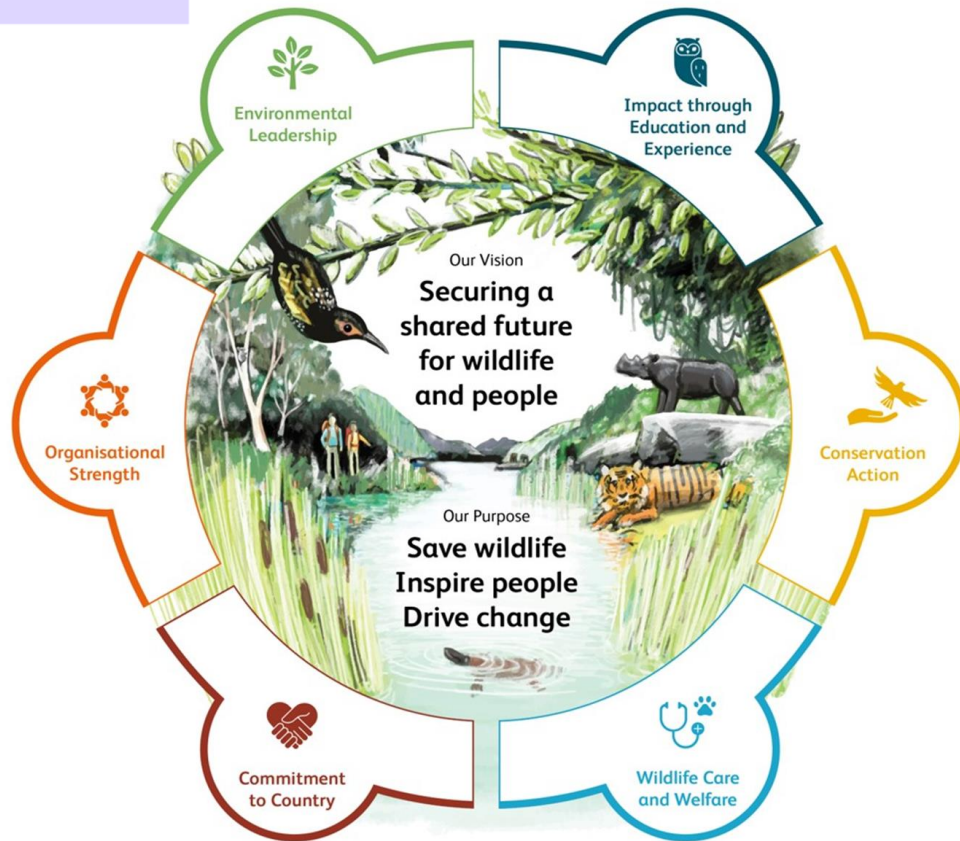 Environmental
Leadership
Impact through
Education and
Experience
Our Vision
Securing a
shared future
for wildlife
and people
Organisational
Strength
Conservation
Action
Our Purpose
Save wildlife
Inspire people
Drive change
Commitment
to Country
Wildlife Care
and Welfare